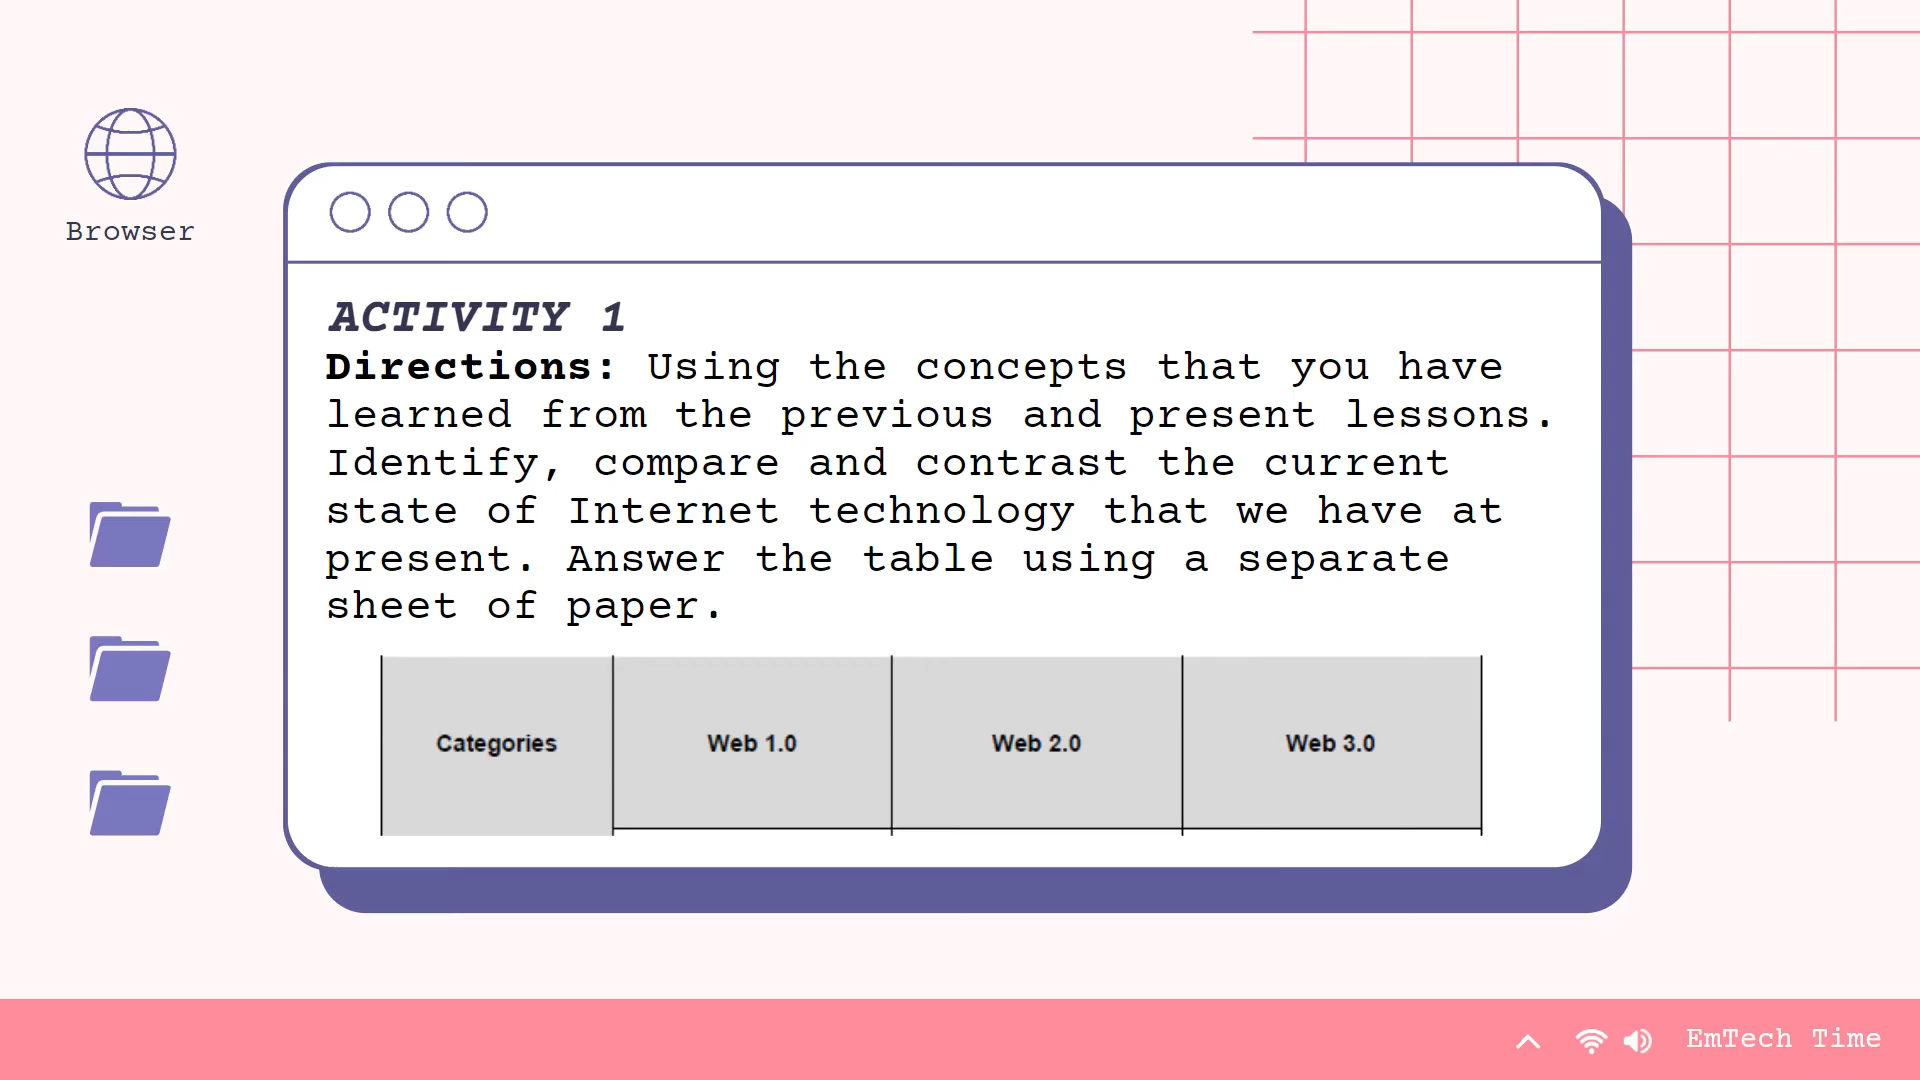 Browser
ACTIVITY 1
Directions: Using the concepts that you have
learned from the previous and present lessons.
Identify, compare and contrast the current
state of Internet technology that we have at
present. Answer the table using a separate
sheet of paper.
Categories
Web 1.0
Web 2.0
Web 3.0
EmTech Time